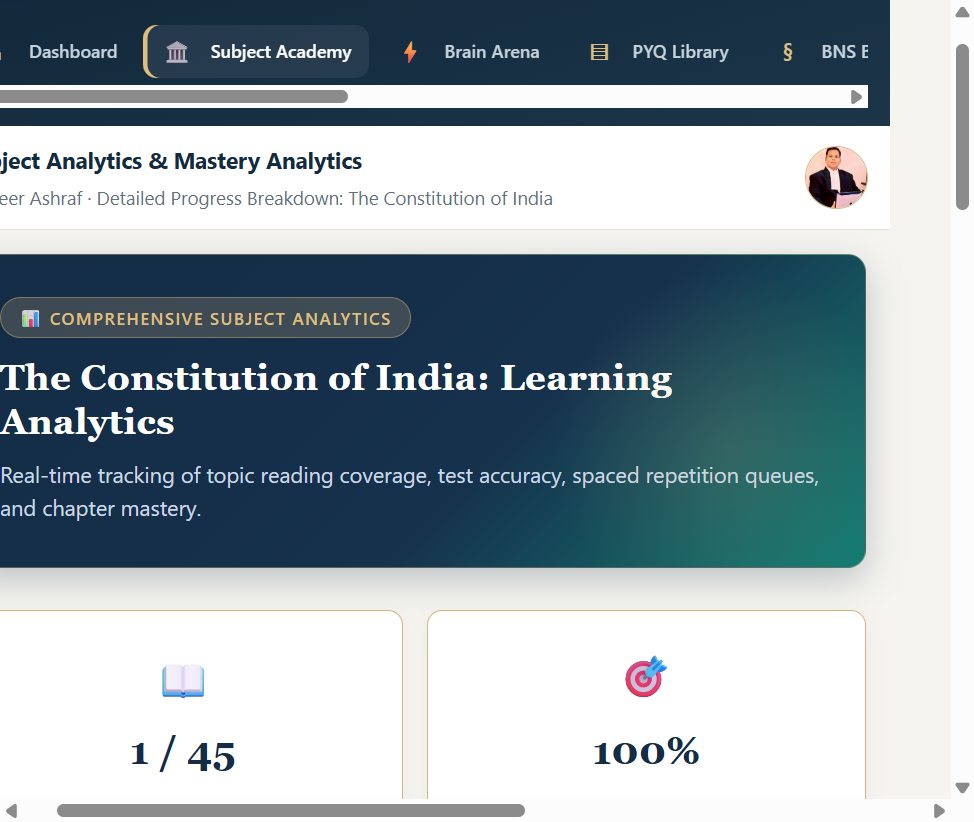 Dashboard Subject Academy Brain Arena PYQ Library § BNS
Analytics & Mastery Analytics
Ashraf · Detailed Progress Breakdown: The Constitution of India
COMPREHENSIVE SUBJECT ANALYTICS
The Constitution of India: Learning
Analytics
Real-time tracking of topic reading coverage, test accuracy, spaced repetition queues,
and chapter mastery.
1 / 45
100%